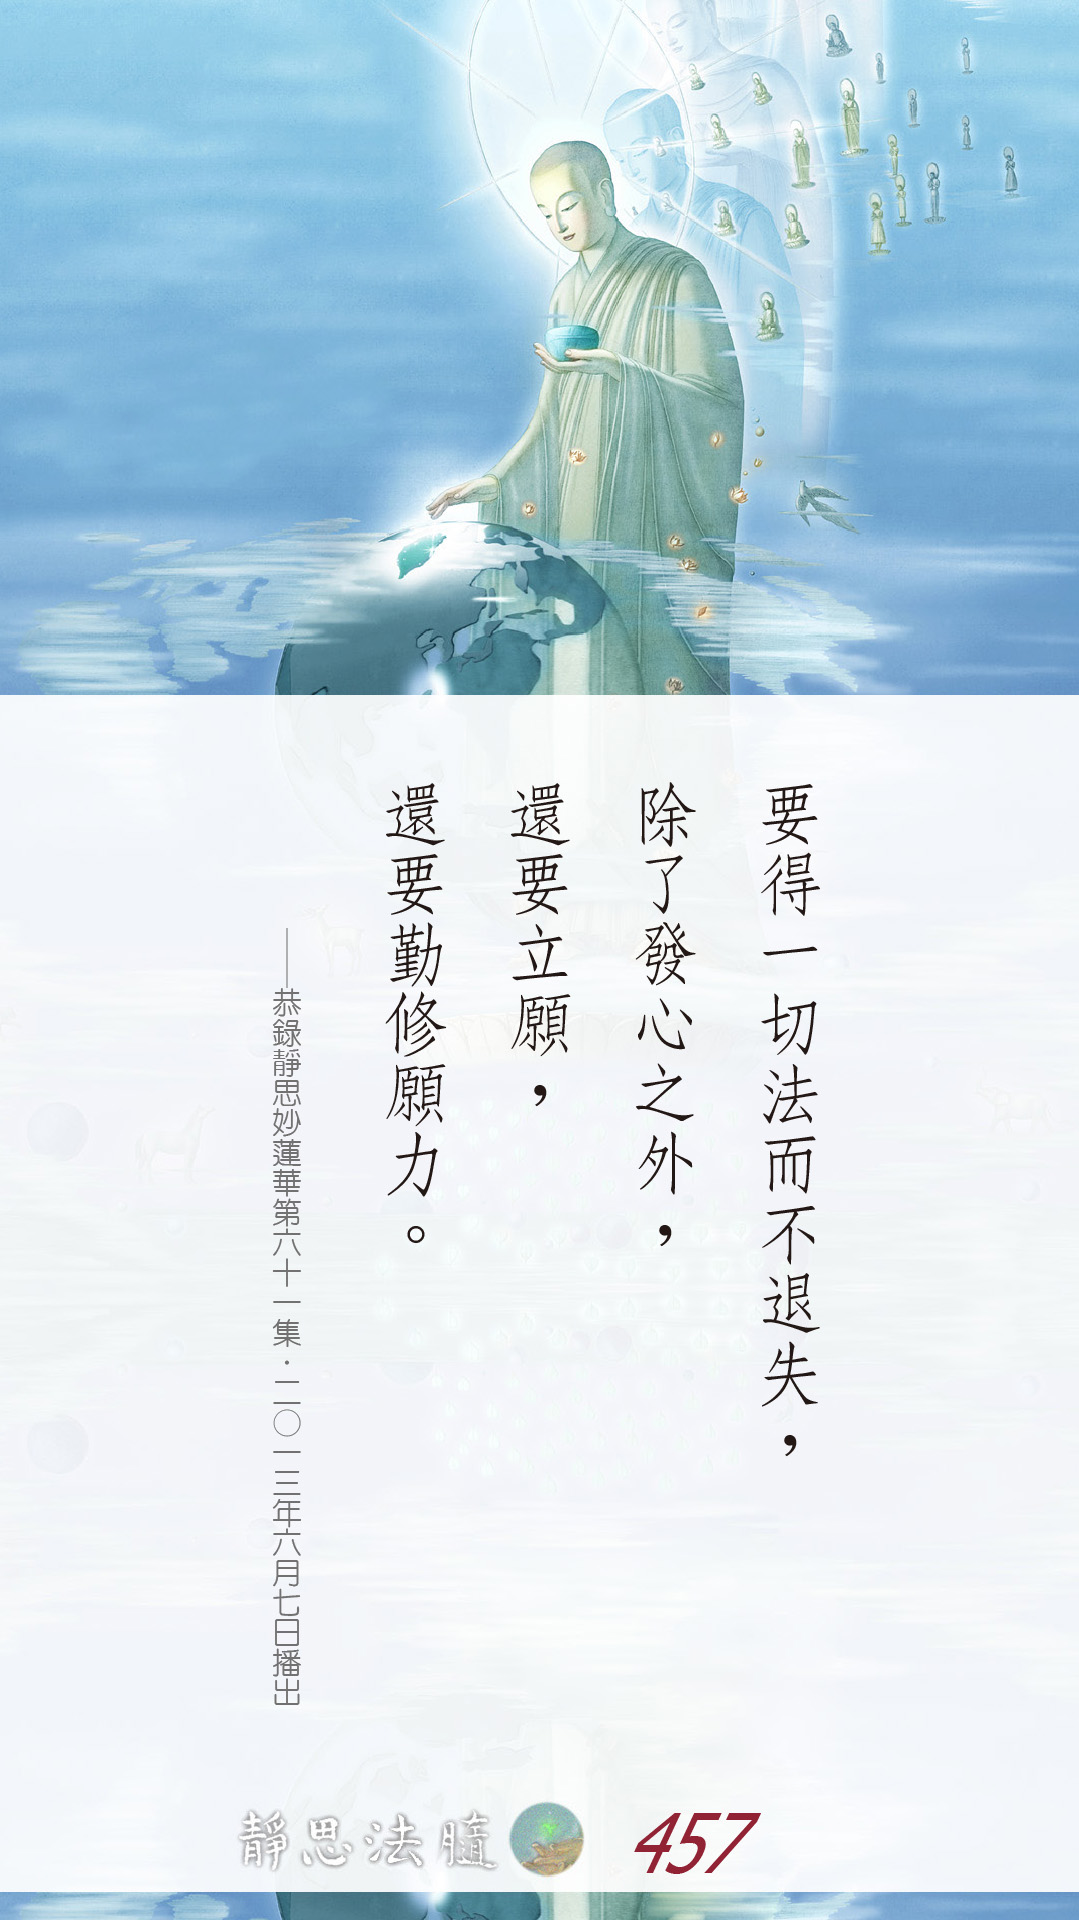 要得一切法而不退失，
除了發心之外，
還要立願，
還要勤修願力。
——恭錄靜思妙蓮華第六十一集．二〇一三年六月七日播出
靜思法髓
457